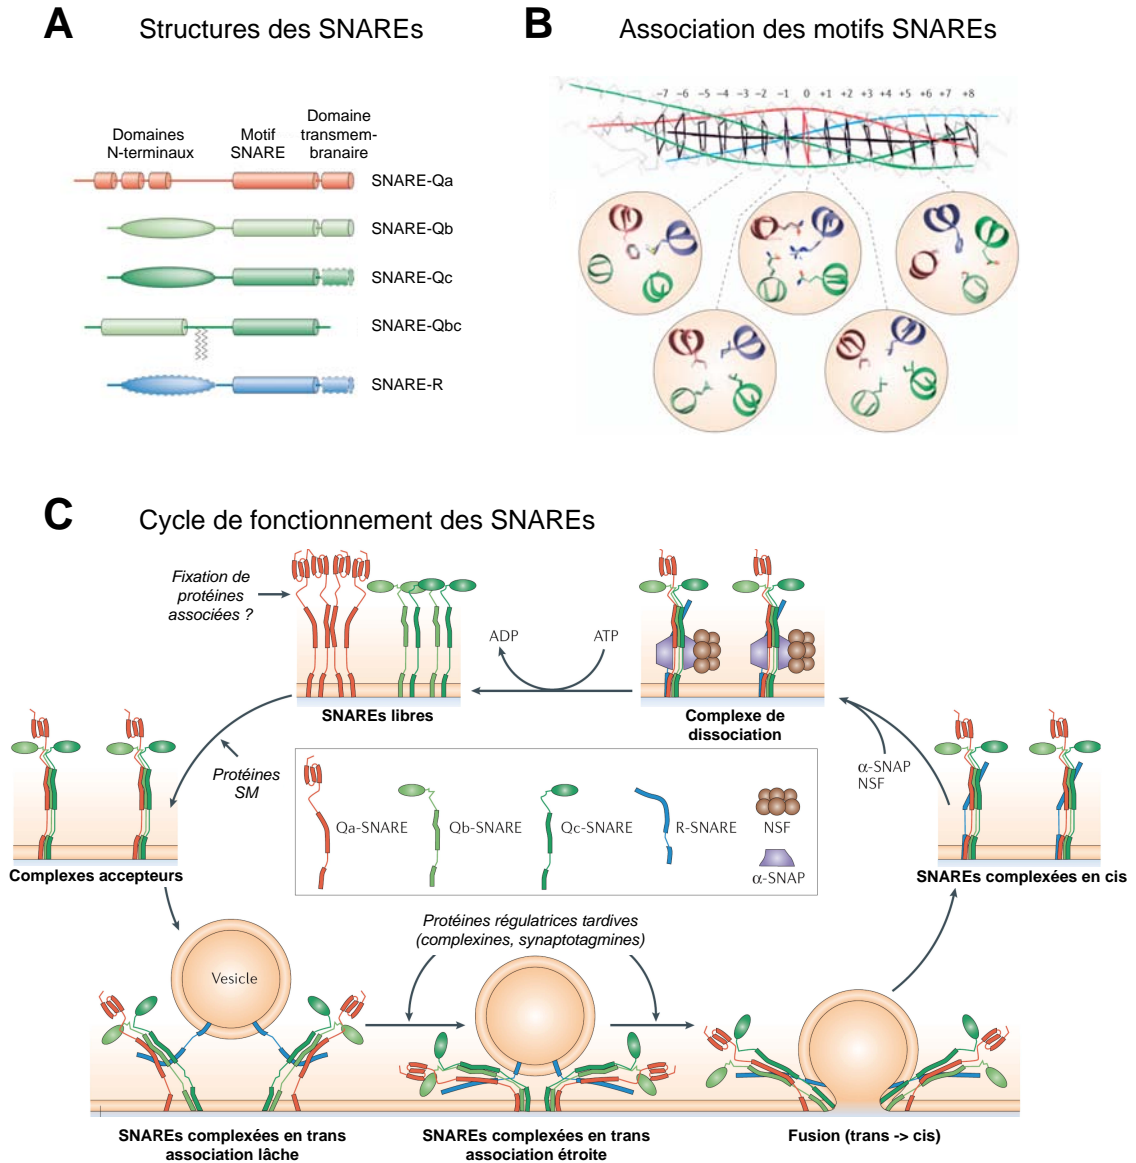 A
Structures des SNAREs
B
Association des motifs SNAREs
Domaines
N-terminaux
Motif
SNARE
Domaine
transmem-
branaire
SNARE-Qa
SNARE-Qb
SNARE-Qc
SNARE-Qbc
SNARE-R
−7 −6 −5 −4 −3 −2 −1 0 +1 +2 +3 +4 +5 +6 +7 +8
C
Cycle de fonctionnement des SNAREs
Fixation de
protéines
associées ?
ADP
ATP
SNAREs libres
Complexe de
dissociation
α-SNAP
NSF
Protéines
SM
Qa-SNARE
Qb-SNARE
Qc-SNARE
R-SNARE
NSF
α-SNAP
Complexes accepteurs
SNAREs complexées en cis
Protéines régulatrices tardives
(complexines, synaptotagmines)
Vesicle
SNAREs complexées en trans
association lâche
SNAREs complexées en trans
association étroite
Fusion (trans -> cis)